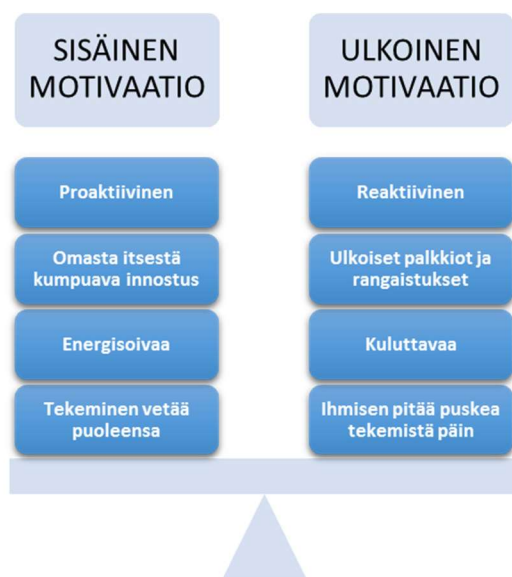 SISÄINEN
MOTIVAATIO
Proaktiivinen
Omasta itsestä
kumpuava innostus
Energisoivaa
Tekeminen vetää
puoleensa
ULKOINEN
MOTIVAATIO
Reaktiivinen
Ulkoiset palkkiot ja
rangaistukset
Kuluttavaa
Ihmisen pitää puskea
tekemistä päin